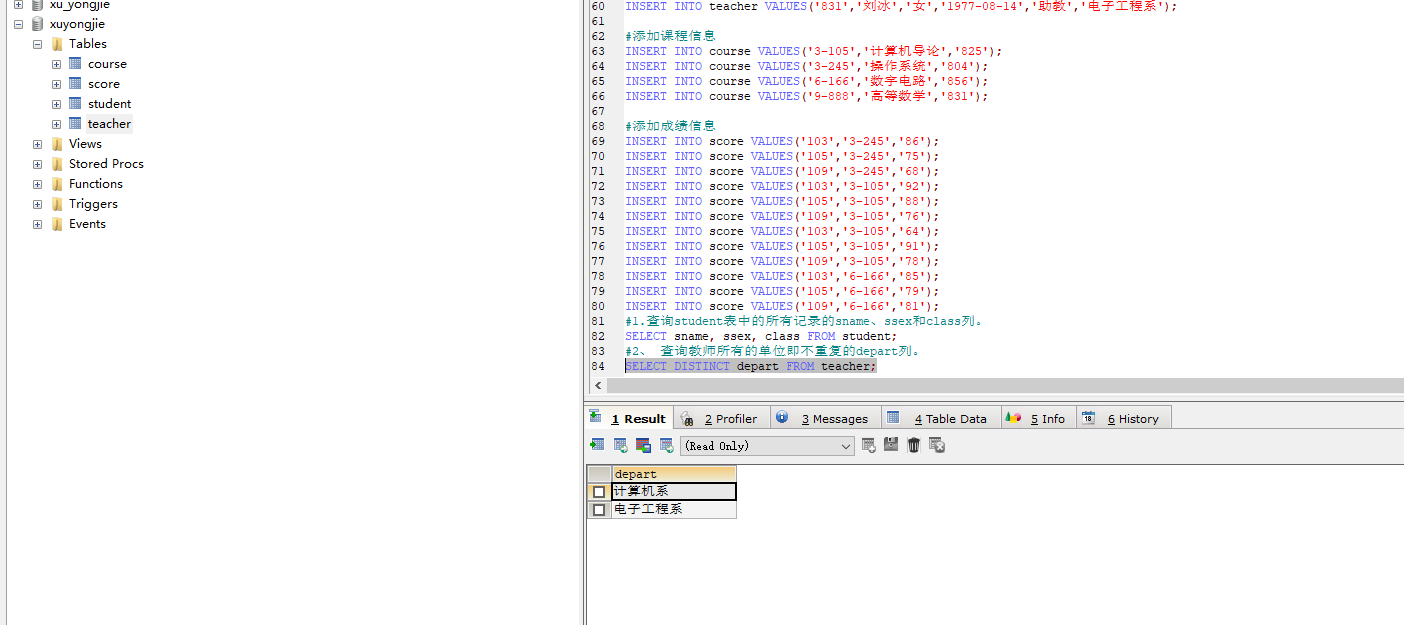 xu_yongjie
xuyongjie
Tables
course
score
student
teacher
Views
Stored Procs
Functions
Triggers
Events
60 INSERT INTO teacher VALUES('831','刘冰','女','1977-08-14','助教','电子工程系');
61
62 #添加课程信息
63 INSERT INTO course VALUES('3-105','计算机导论','825');
64 INSERT INTO course VALUES('3-245','操作系统','804');
65 INSERT INTO course VALUES('6-166','数字电路','856');
66 INSERT INTO course VALUES('9-888','高等数学','831');
67
68 #添加成绩信息
69 INSERT INTO score VALUES('103','3-245','86');
70 INSERT INTO score VALUES('105','3-245','75');
71 INSERT INTO score VALUES('109','3-245','68');
72 INSERT INTO score VALUES('103','3-105','92');
73 INSERT INTO score VALUES('105','3-105','88');
74 INSERT INTO score VALUES('109','3-105','76');
75 INSERT INTO score VALUES('103','3-105','64');
76 INSERT INTO score VALUES('105','3-105','91');
77 INSERT INTO score VALUES('109','3-105','78');
78 INSERT INTO score VALUES('103','6-166','85');
79 INSERT INTO score VALUES('105','6-166','79');
80 INSERT INTO score VALUES('109','6-166','81');
81 #1.查询student表中的所有记录的sname、ssex和class列。
82 SELECT sname, ssex, class FROM student;
83 #2、 查询教师所有的单位即不重复的depart列。
84 SELECT DISTINCT depart FROM teacher;
1 Result 2 Profiler 3 Messages 4 Table Data 5 Info 6 History
(Read Only)
depart
计算机系
电子工程系